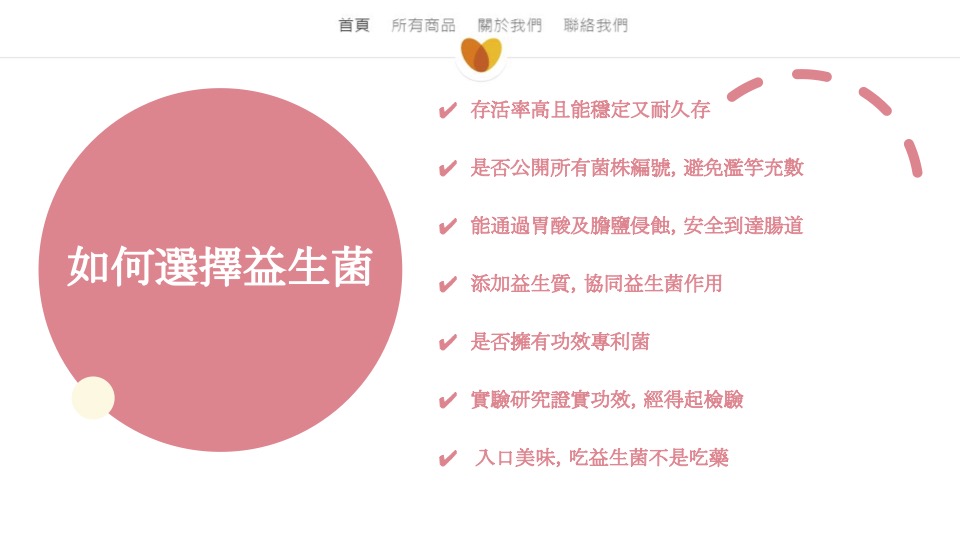 首頁 所有商品 關於我們 聯絡我們
如何選擇益生菌
✔ 存活率高且能穩定又耐久存
✔ 是否公開所有菌株編號, 避免濫竽充數
✔ 能通過胃酸及膽鹽侵蝕, 安全到達腸道
✔ 添加益生質, 協同益生菌作用
✔ 是否擁有功效專利菌
✔ 實驗研究證實功效, 經得起檢驗
✔ 入口美味, 吃益生菌不是吃藥